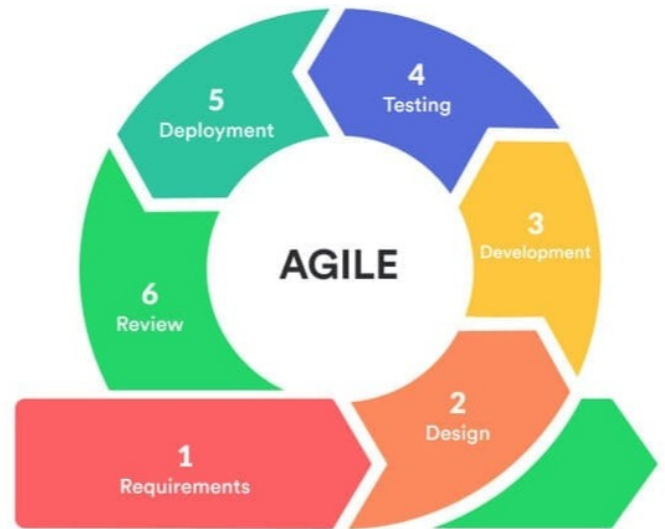 AGILE
1
Requirements
2
Design
3
Development
4
Testing
5
Deployment
6
Review